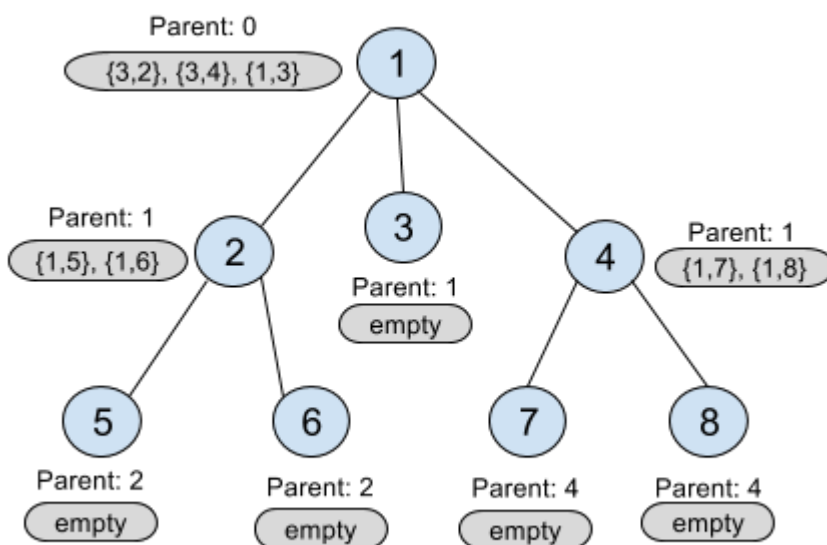 Parent: 0
{3,2}, {3,4}, {1,3}
1
Parent: 1
{1,5}, {1,6}
2
3
Parent: 1
empty
4
Parent: 1
{1,7}, {1,8}
5
Parent: 2
empty
6
Parent: 2
empty
7
Parent: 4
empty
8
Parent: 4
empty